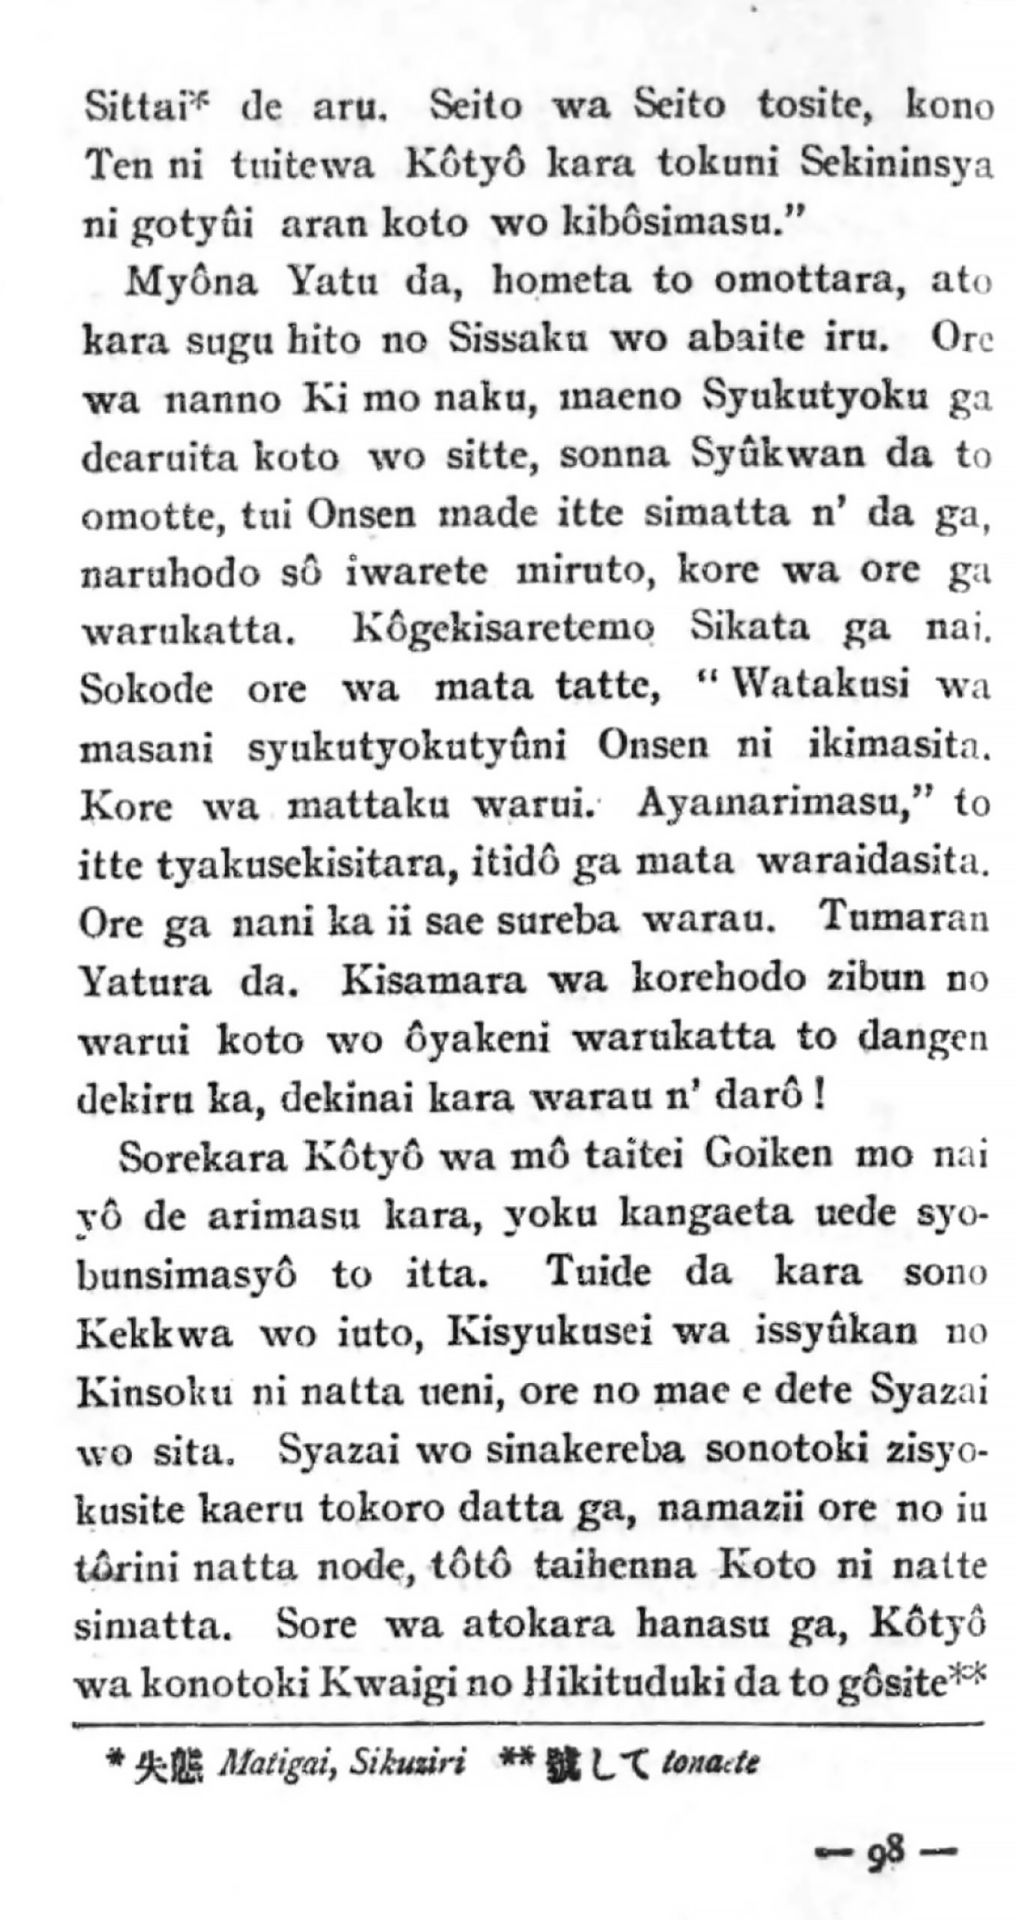 Sittai* de aru. Seito wa Seito tosite, kono
Ten ni tuitewa Kôtyô kara tokuni Sekininsya
ni gotyûi aran koto wo kibôsimasu.”
Myôna Yatu da, hometa to omottara, ato
kara sugu hito no Sissaku wo abaite iru. Ore
wa nanno Ki mo naku, maeno Syukutyoku ga
dearuita koto wo sitte, sonna Syûkwan da to
omotte, tui Onsen made itte simatta n’ da ga,
naruhodo sô iwarete miruto, kore wa ore ga
warukatta. Kôgekisaretemo Sikata ga nai.
Sokode ore wa mata tatte, “Watakusi wa
masani syukutyokutyûni Onsen ni ikimasita.
Kore wa mattaku warui. Ayamarimasu,” to
itte tyakusekisitara, itidô ga mata waraidasita.
Ore ga nani ka ii sae sureba warau. Tumaran
Yatura da. Kisamara wa korehodo zibun no
warui koto wo ôyakeni warukatta to dangen
dekiru ka, dekinai kara warau n’ darô!
Sorekara Kôtyô wa mô taitei Goiken mo nai
yô de arimasu kara, yoku kangaeta uede syo-
bunsimasyô to itta. Tuide da kara sono
Kekkwa wo iuto, Kisyukusei wa issyûkan no
Kinsoku ni natta ueni, ore no mae e dete Syazai
wo sita. Syazai wo sinakereba sonotoki zisyo-
kusite kaeru tokoro datta ga, namazii ore no iu
tôrini natta node, tôtô taihenna Koto ni natte
simatta. Sore wa atokara hanasu ga, Kôtyô
wa konotoki Kwaigi no Hikituduki da to gôsite**
* 失態 Matigai, Sikuziri ** 號して tonaete
— 98 —